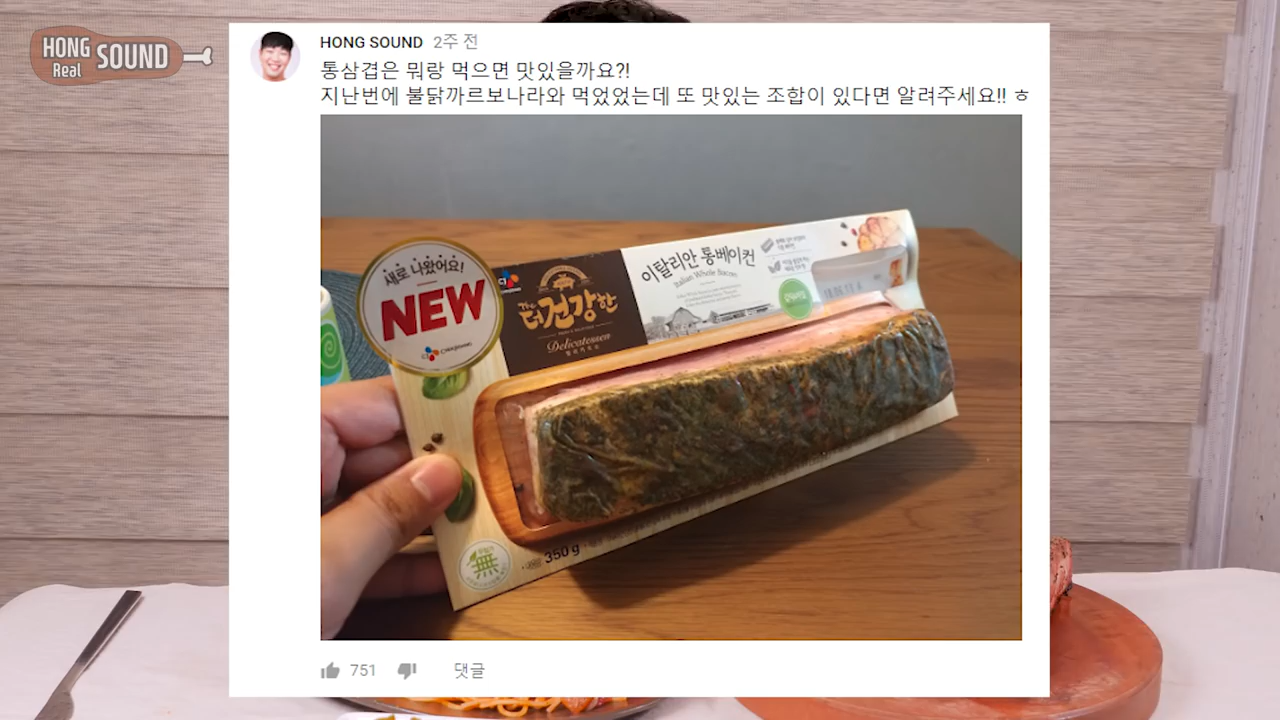 HONG
Real
SOUND
HONG SOUND 2주 전
통삼겹은 뭐랑 먹으면 맛있을까요?!
지난번에 불닭까르보나라와 먹었었는데 또 맛있는 조합이 있다면 알려주세요!! ㅎ
새로 나왔어요!
NEW
CJ
The
더건강한
Delicatessen
이탈리안 통베이컨
Italian Whole Bacon
無
350 g
751
댓글